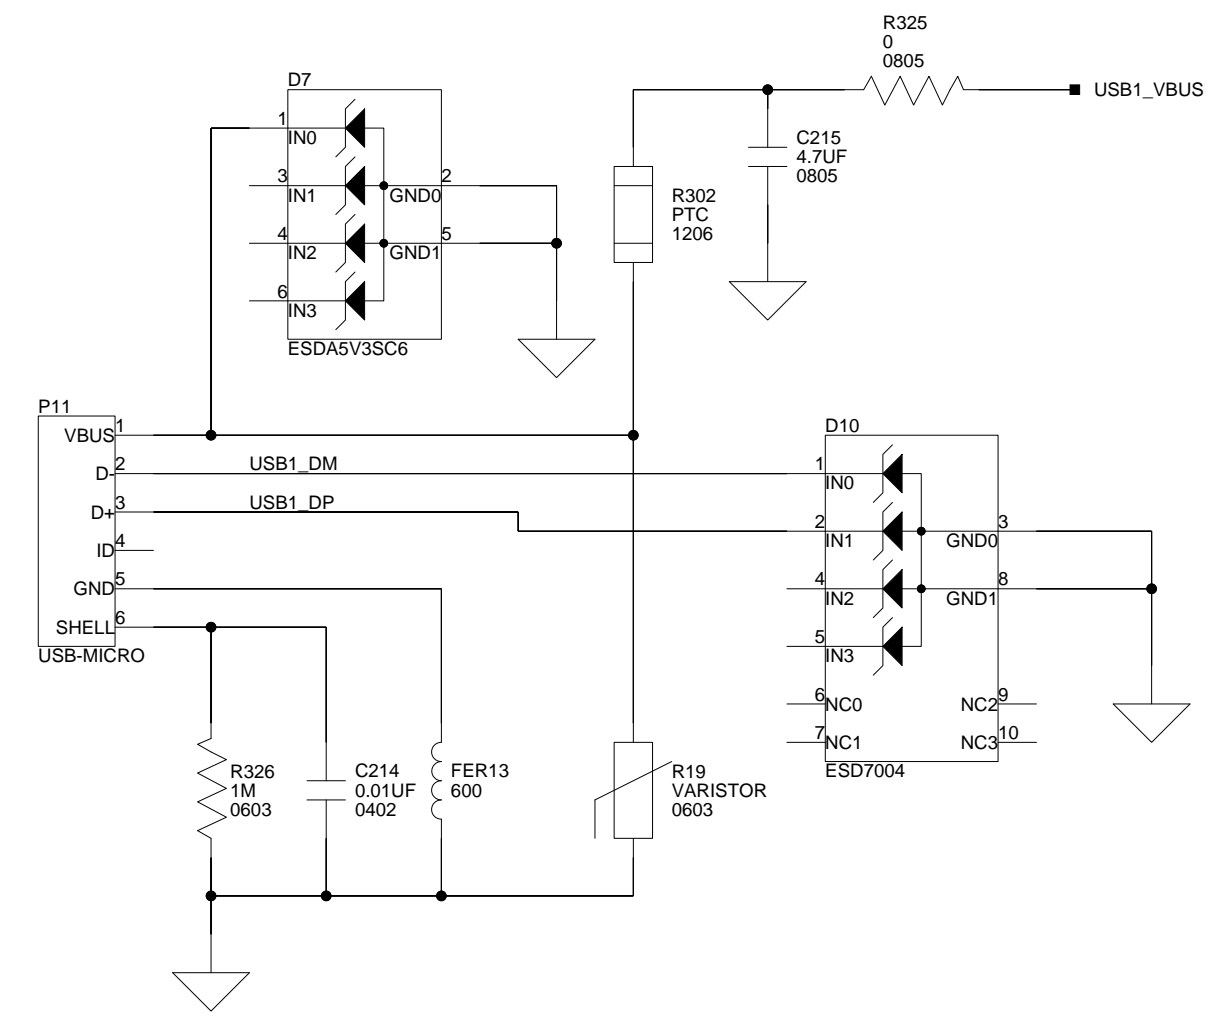 R325
0
0805
USB1_VBUS
D7
1
IN0
3
IN1
4
IN2
6
IN3
GND0
2
GND1
5
ESDA5V3SC6
C215
4.7UF
0805
R302
PTC
1206
P11
VBUS
1
D-
2
USB1_DM
D+
3
USB1_DP
ID
4
GND
5
SHELL
6
USB-MICRO
D10
1
IN0
2
IN1
4
IN2
5
IN3
6
NC0
7
NC1
GND0
3
GND1
8
NC2
9
NC3
10
ESD7004
R326
1M
0603
C214
0.01UF
0402
FER13
600
R19
VARISTOR
0603